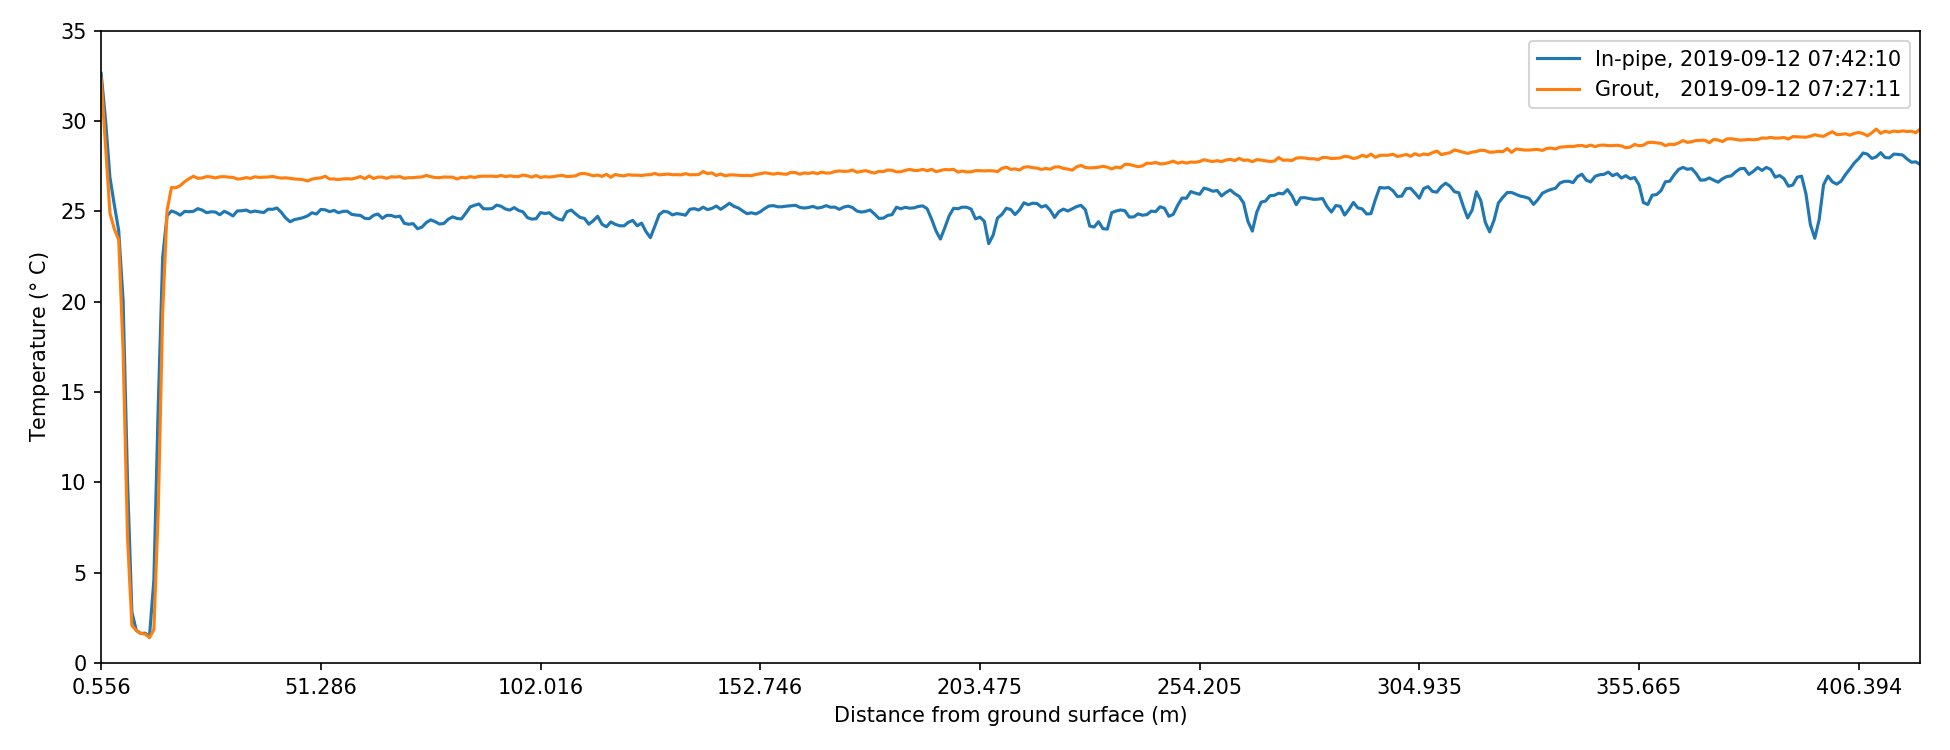 In-pipe, 2019-09-12 07:42:10
Grout, 2019-09-12 07:27:11
Temperature (° C)
35
30
25
20
15
10
5
0
0.556 51.286 102.016 152.746 203.475 254.205 304.935 355.665 406.394
Distance from ground surface (m)